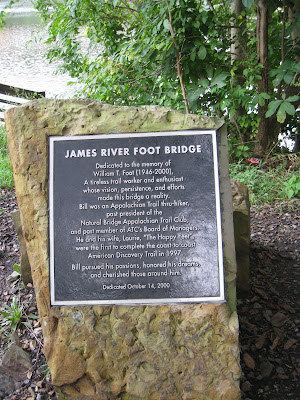 JAMES RIVER FOOT BRIDGE
Dedicated to the memory of
William T. Foot (1946-2000),
A tireless trail worker and enthusiast
whose vision, persistence, and efforts
made this bridge a reality.
Bill was an Appalachian Trail thru-hiker,
past president of the
Natural Bridge Appalachian Trail Club,
and past member of ATC's Board of Managers.
He and his wife, Laurie, "The Happy Feet",
were the first to complete the coast-to-coast
American Discovery Trail in 1997.
Bill pursued his passions, honored his dreams,
and cherished those around him.
Dedicated October 14, 2000